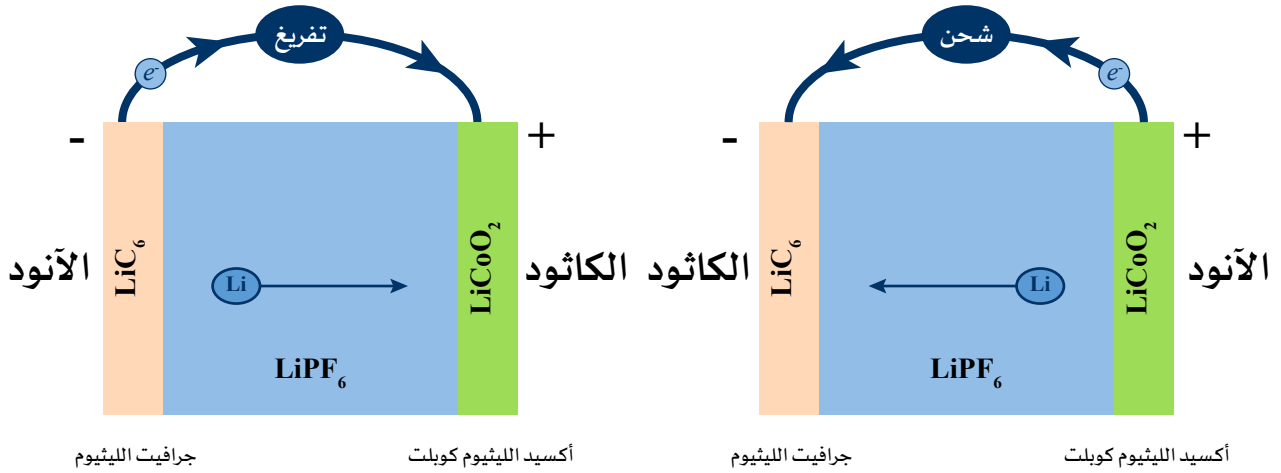 تفريغ
e-
-
+
الآنود
LiC6
Li
LiPF6
LiCoO2
الكاثود
جرافيت الليثيوم
أكسيد الليثيوم كوبلت
شحن
e-
-
+
الكاثود
LiC6
Li
LiPF6
LiCoO2
الآنود
جرافيت الليثيوم
أكسيد الليثيوم كوبلت